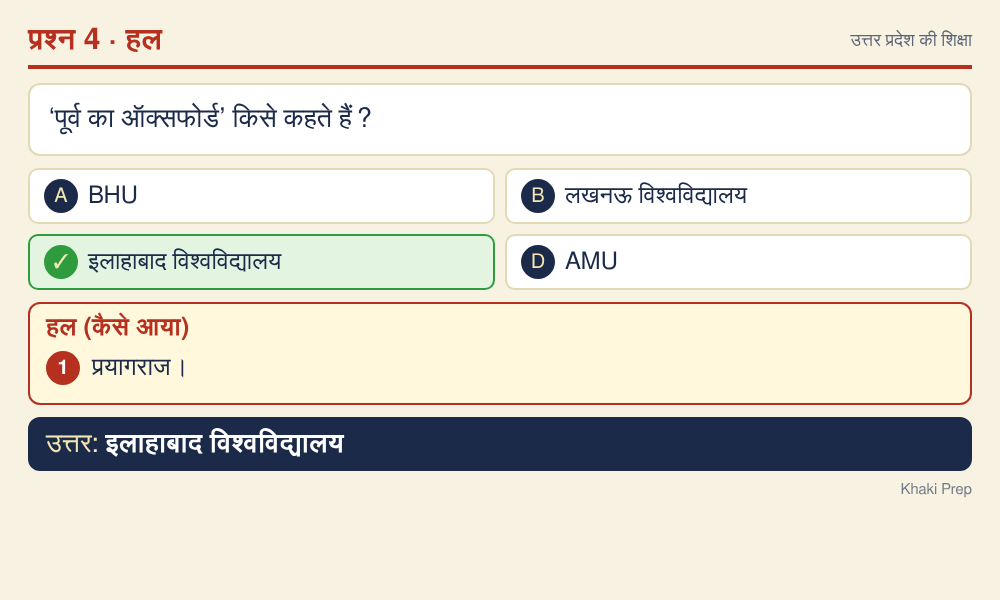 प्रश्न 4 · हल
उत्तर प्रदेश की शिक्षा
‘पूर्व का ऑक्सफोर्ड’ किसे कहते हैं ?
A BHU
B लखनऊ विश्वविद्यालय
✓ इलाहाबाद विश्वविद्यालय
D AMU
हल (कैसे आया)
1 प्रयागराज।
उत्तर: इलाहाबाद विश्वविद्यालय
Khaki Prep